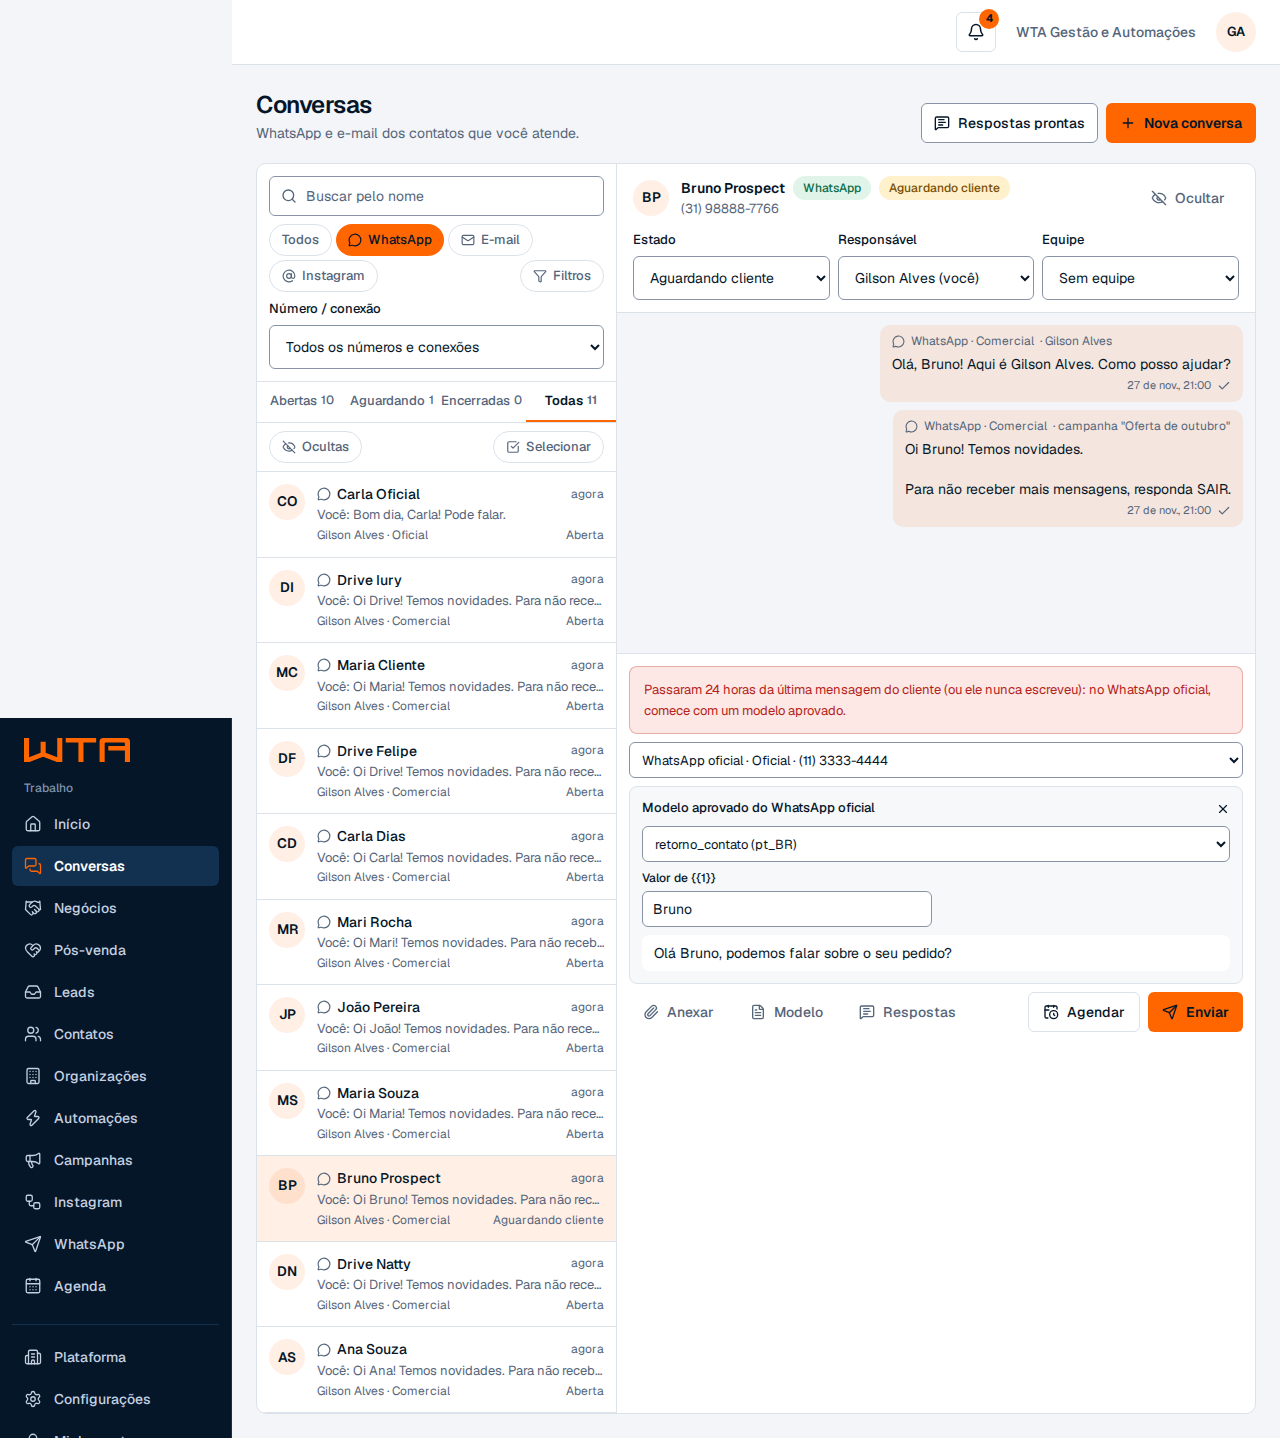 4
WTA Gestão e Automações
GA
Conversas
WhatsApp e e-mail dos contatos que você atende.
Respostas prontas
Nova conversa
WTA
Trabalho
Início
Conversas
Negócios
Pós-venda
Leads
Contatos
Organizações
Automações
Campanhas
Instagram
WhatsApp
Agenda
Plataforma
Configurações
Buscar pelo nome
Todos
WhatsApp
E-mail
Instagram
Filtros
Número / conexão
Todos os números e conexões
Abertas 10
Aguardando 1
Encerradas 0
Todas 11
Ocultas
Selecionar
CO
Carla Oficial
agora
Você: Bom dia, Carla! Pode falar.
Gilson Alves · Oficial
Aberta
DI
Drive Iury
agora
Você: Oi Drive! Temos novidades. Para não rece...
Gilson Alves · Comercial
Aberta
MC
Maria Cliente
agora
Você: Oi Maria! Temos novidades. Para não rece...
Gilson Alves · Comercial
Aberta
DF
Drive Felipe
agora
Você: Oi Drive! Temos novidades. Para não rece...
Gilson Alves · Comercial
Aberta
CD
Carla Dias
agora
Você: Oi Carla! Temos novidades. Para não rece...
Gilson Alves · Comercial
Aberta
MR
Mari Rocha
agora
Você: Oi Mari! Temos novidades. Para não receb...
Gilson Alves · Comercial
Aberta
JP
João Pereira
agora
Você: Oi João! Temos novidades. Para não rece...
Gilson Alves · Comercial
Aberta
MS
Maria Souza
agora
Você: Oi Maria! Temos novidades. Para não rece...
Gilson Alves · Comercial
Aberta
BP
Bruno Prospect
agora
Você: Oi Bruno! Temos novidades. Para não rec...
Gilson Alves · Comercial
Aguardando cliente
DN
Drive Natty
agora
Você: Oi Drive! Temos novidades. Para não rece...
Gilson Alves · Comercial
Aberta
AS
Ana Souza
agora
Você: Oi Ana! Temos novidades. Para não receb...
Gilson Alves · Comercial
Aberta
BP
Bruno Prospect
WhatsApp
Aguardando cliente
(31) 98888-7766
Ocultar
Estado
Responsável
Equipe
Aguardando cliente
Gilson Alves (você)
Sem equipe
WhatsApp · Comercial · Gilson Alves
Olá, Bruno! Aqui é Gilson Alves. Como posso ajudar?
27 de nov., 21:00
WhatsApp · Comercial · campanha "Oferta de outubro"
Oi Bruno! Temos novidades.
Para não receber mais mensagens, responda SAIR.
27 de nov., 21:00
Passaram 24 horas da última mensagem do cliente (ou ele nunca escreveu): no WhatsApp oficial,
comece com um modelo aprovado.
WhatsApp oficial · Oficial · (11) 3333-4444
Modelo aprovado do WhatsApp oficial
retorno_contato (pt_BR)
Valor de {{1}}
Bruno
Olá Bruno, podemos falar sobre o seu pedido?
Anexar
Modelo
Respostas
Agendar
Enviar